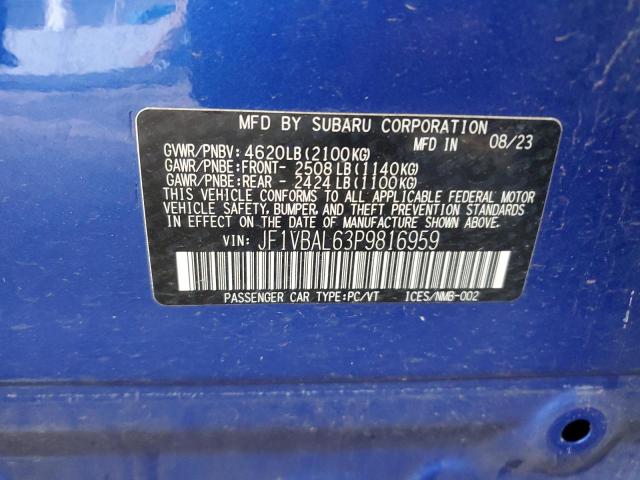 MFD BY SUBARU CORPORATION
MFD IN 08/23
GVWR/PNBV: 4620LB(2100KG)
GAWR/PNBE:FRONT- 2508LB(1140KG)
GAWR/PNBE:REAR - 2424LB(1100KG)
THIS VEHICLE CONFORMS TO ALL APPLICABLE FEDERAL MOTOR
VEHICLE SAFETY, BUMPER, AND THEFT PREVENTION STANDARDS
IN EFFECT ON THE DATE OF MANUFACTURE SHOWN ABOVE.
VIN: JF1VBAL63P9816959
PASSENGER CAR TYPE:PC/VT ICES/NMB-002